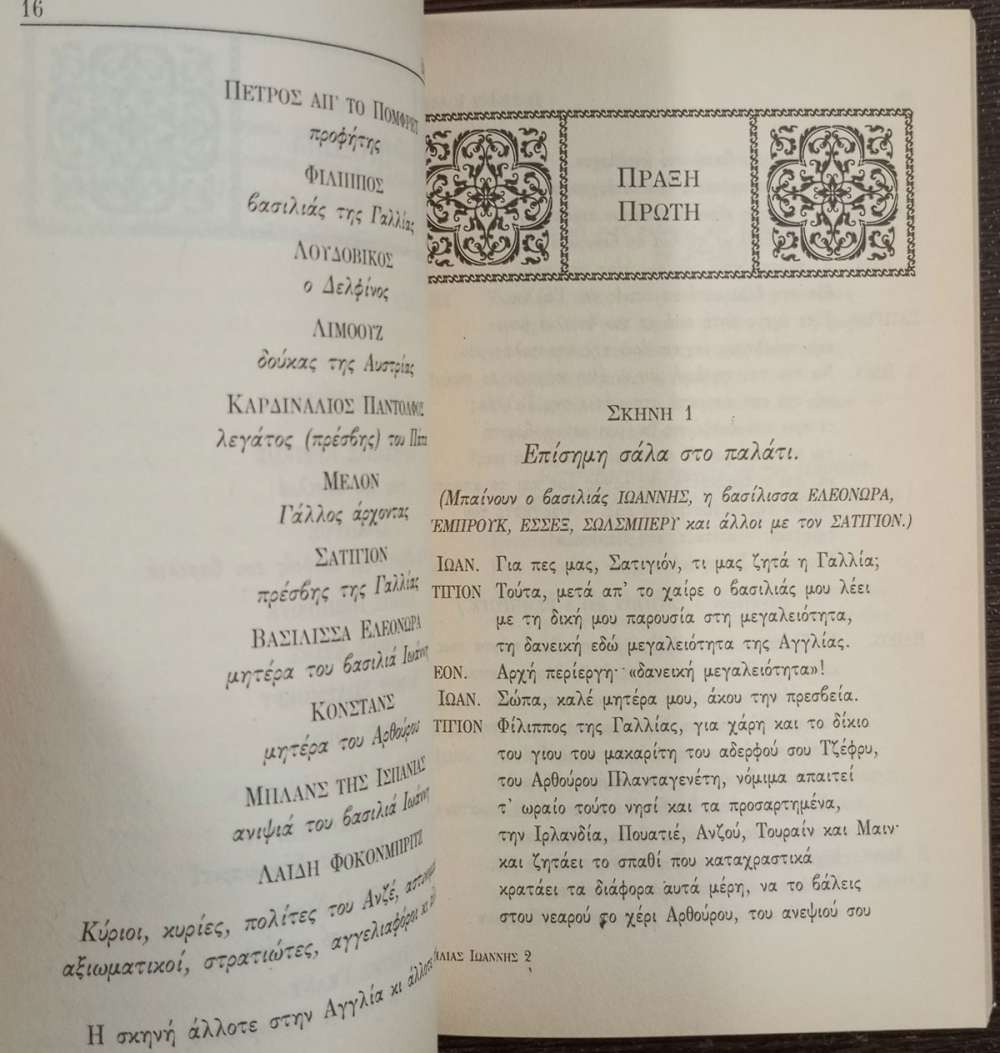 16
ΠΕΤΡΟΣ ΑΠ' ΤΟ ΠΟΜΦΡΕΤ
προφήτης
ΦΙΛΙΠΠΟΣ
βασιλιάς της Γαλλίας
ΛΟΥΔΟΒΙΚΟΣ
ο Δελφίνος
ΛΙΜΟΟΥΖ
δούκας της Αυστρίας
ΚΑΡΔΙΝΑΛΙΟΣ ΠΑΝΤΟΛΦΟΣ
λεγάτος (πρέσβης) του
ΜΕΛΟΝ
Γάλλος άρχοντας
ΣΑΤΙΓΙΟΝ
πρέσβης της Γαλλίας
ΒΑΣΙΛΙΣΣΑ ΕΛΕΟΝΩΡΑ
μητέρα του βασιλιά Ιωάννη
ΚΟΝΣΤΑΝΣ
μητέρα του Αρθούρου
ΜΠΛΑΝΣ ΤΗΣ ΙΣΠΑΝΙΑΣ
ανιψιά του βασιλιά Ιωάννη
ΛΑΙΔΗ ΦΟΚΟΝΜΠΡΙΤΖ
Κύριοι, κυρίες, πολίτες του Ανζέ,
αξιωματικοί, στρατιώτες, αγγελιαφόροι κι
Η σκηνή άλλοτε στην Αγγλία κι άλλοτε
ΠΡΑΞΗ
ΠΡΩΤΗ
ΣΚΗΝΗ 1
Επίσημη σάλα στο παλάτι.
(Μπαίνουν ο βασιλιάς ΙΩΑΝΝΗΣ, η βασίλισσα ΕΛΕΟΝΩΡΑ,
ΕΜΠΡΟΥΚ, ΕΣΣΕΞ, ΣΩΛΣΜΠΕΡΥ και άλλοι με τον ΣΑΤΙΓΙΟΝ.)
ΙΩΑΝ. Για πες μας, Σατιγιόν, τι μας ζητά η Γαλλία;
ΤΙΓΙΟΝ Τούτα, μετά απ' το χαίρε ο βασιλιάς μου λέει
με τη δική μου παρουσία στη μεγαλειότητα,
τη δανεική εδώ μεγαλειότητα της Αγγλίας.
ΕΟΝ. Αρχή περίεργη· «δανεική μεγαλειότητα»!
ΙΩΑΝ. Σώπα, καλέ μητέρα μου, άκου την πρεσβεία.
ΤΙΓΙΟΝ Φίλιππος της Γαλλίας, για χάρη και το δίκιο
του γιου του μακαρίτη του αδερφού σου Τζέφρυ,
του Αρθούρου Πλανταγενέτη, νόμιμα απαιτεί
τ' ωραίο τούτο νησί και τα προσαρτημένα,
την Ιρλανδία, Πουατιέ, Ανζού, Τουραίν και Μαιν·
και ζητάει το σπαθί που καταχραστικά
κρατάει τα διάφορα αυτά μέρη, να το βάλεις
στου νεαρού το χέρι Αρθούρου, του ανεψιού σου
ΙΛΙΑΣ ΙΩΑΝΝΗΣ 2